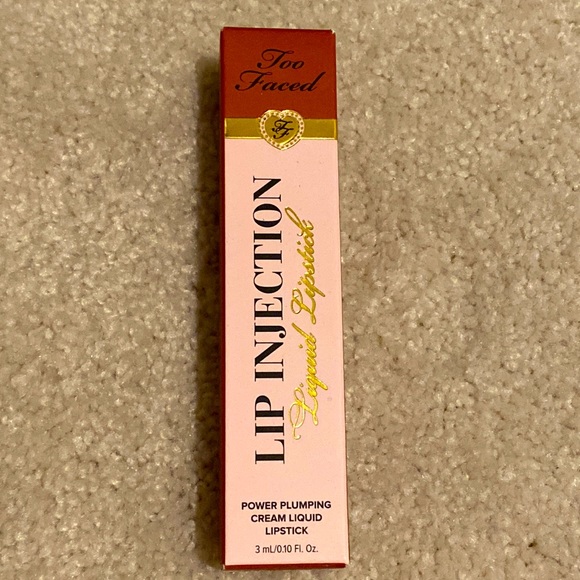 Too
Faced
TF
LIP INJECTION
Liquid Lipstick
POWER PLUMPING
CREAM LIQUID
LIPSTICK
3 mL/0.10 Fl. Oz.